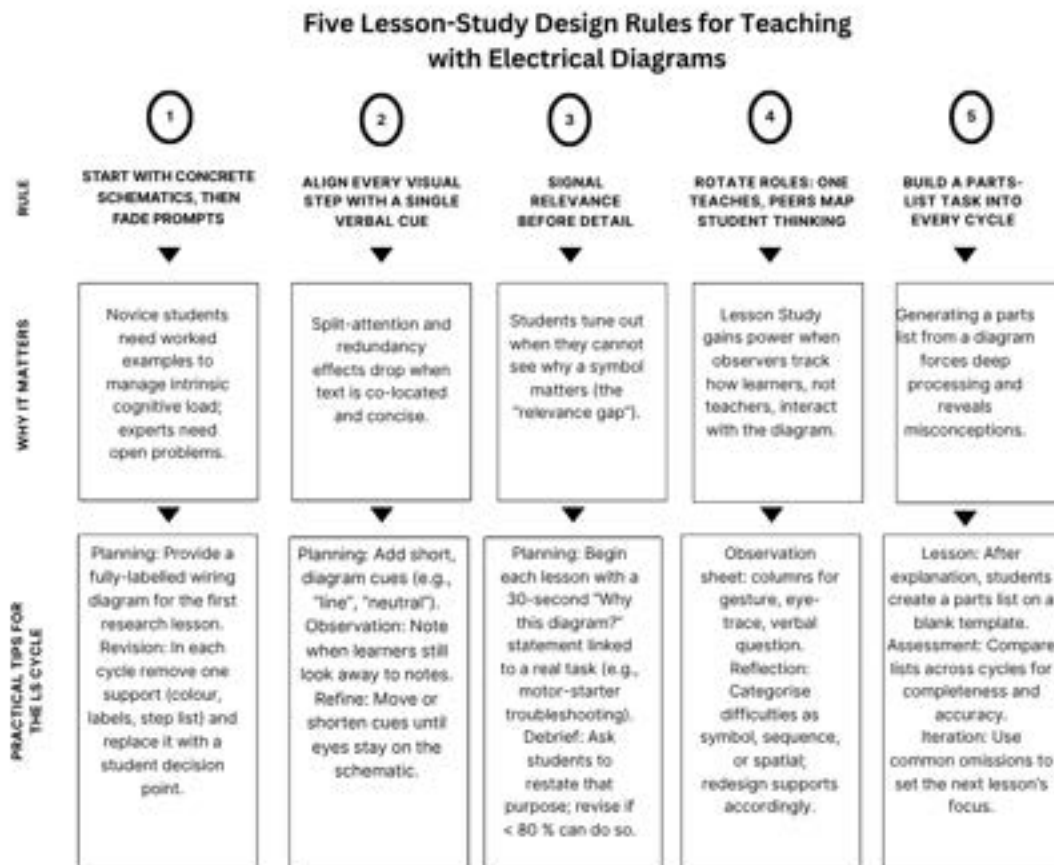 Five Lesson-Study Design Rules for Teaching
with Electrical Diagrams
1
2
3
4
5
RULE
START WITH CONCRETE
SCHEMATICS, THEN
FADE PROMPTS
ALIGN EVERY VISUAL
STEP WITH A SINGLE
VERBAL CUE
SIGNAL
RELEVANCE
BEFORE DETAIL
ROTATE ROLES: ONE
TEACHES, PEERS MAP
STUDENT THINKING
BUILD A PARTS-
LIST TASK INTO
EVERY CYCLE
WHY IT MATTERS
Novice students
need worked
examples to
manage intrinsic
cognitive load;
experts need
open problems.
Split-attention and
redundancy
effects drop when
text is co-located
and concise.
Students tune out
when they cannot
see why a symbol
matters (the
"relevance gap").
Lesson Study
gains power when
observers track
how learners, not
teachers, interact
with the diagram.
Generating a parts
list from a diagram
forces deep
processing and
reveals
misconceptions.
PRACTICAL TIPS FOR
THE LS CYCLE
Planning: Provide a
fully-labelled wiring
diagram for the first
research lesson.
Revision: In each
cycle remove one
support (colour,
labels, step list) and
replace it with a
student decision
point.
Planning: Add short,
diagram cues (e.g.,
"line", "neutral").
Observation: Note
when learners still
look away to notes.
Refine: Move or
shorten cues until
eyes stay on the
schematic.
Planning: Begin
each lesson with a
30-second "Why
this diagram?"
statement linked
to a real task (e.g.,
motor-starter
troubleshooting).
Debrief: Ask
students to
restate that
purpose; revise if
< 80 % can do so.
Observation
sheet: columns for
gesture, eye-
trace, verbal
question.
Reflection:
Categorise
difficulties as
symbol, sequence,
or spatial;
redesign supports
accordingly.
Lesson: After
explanation, students
create a parts list on a
blank template.
Assessment: Compare
lists across cycles for
completeness and
accuracy.
Iteration: Use
common omissions to
set the next lesson's
focus.